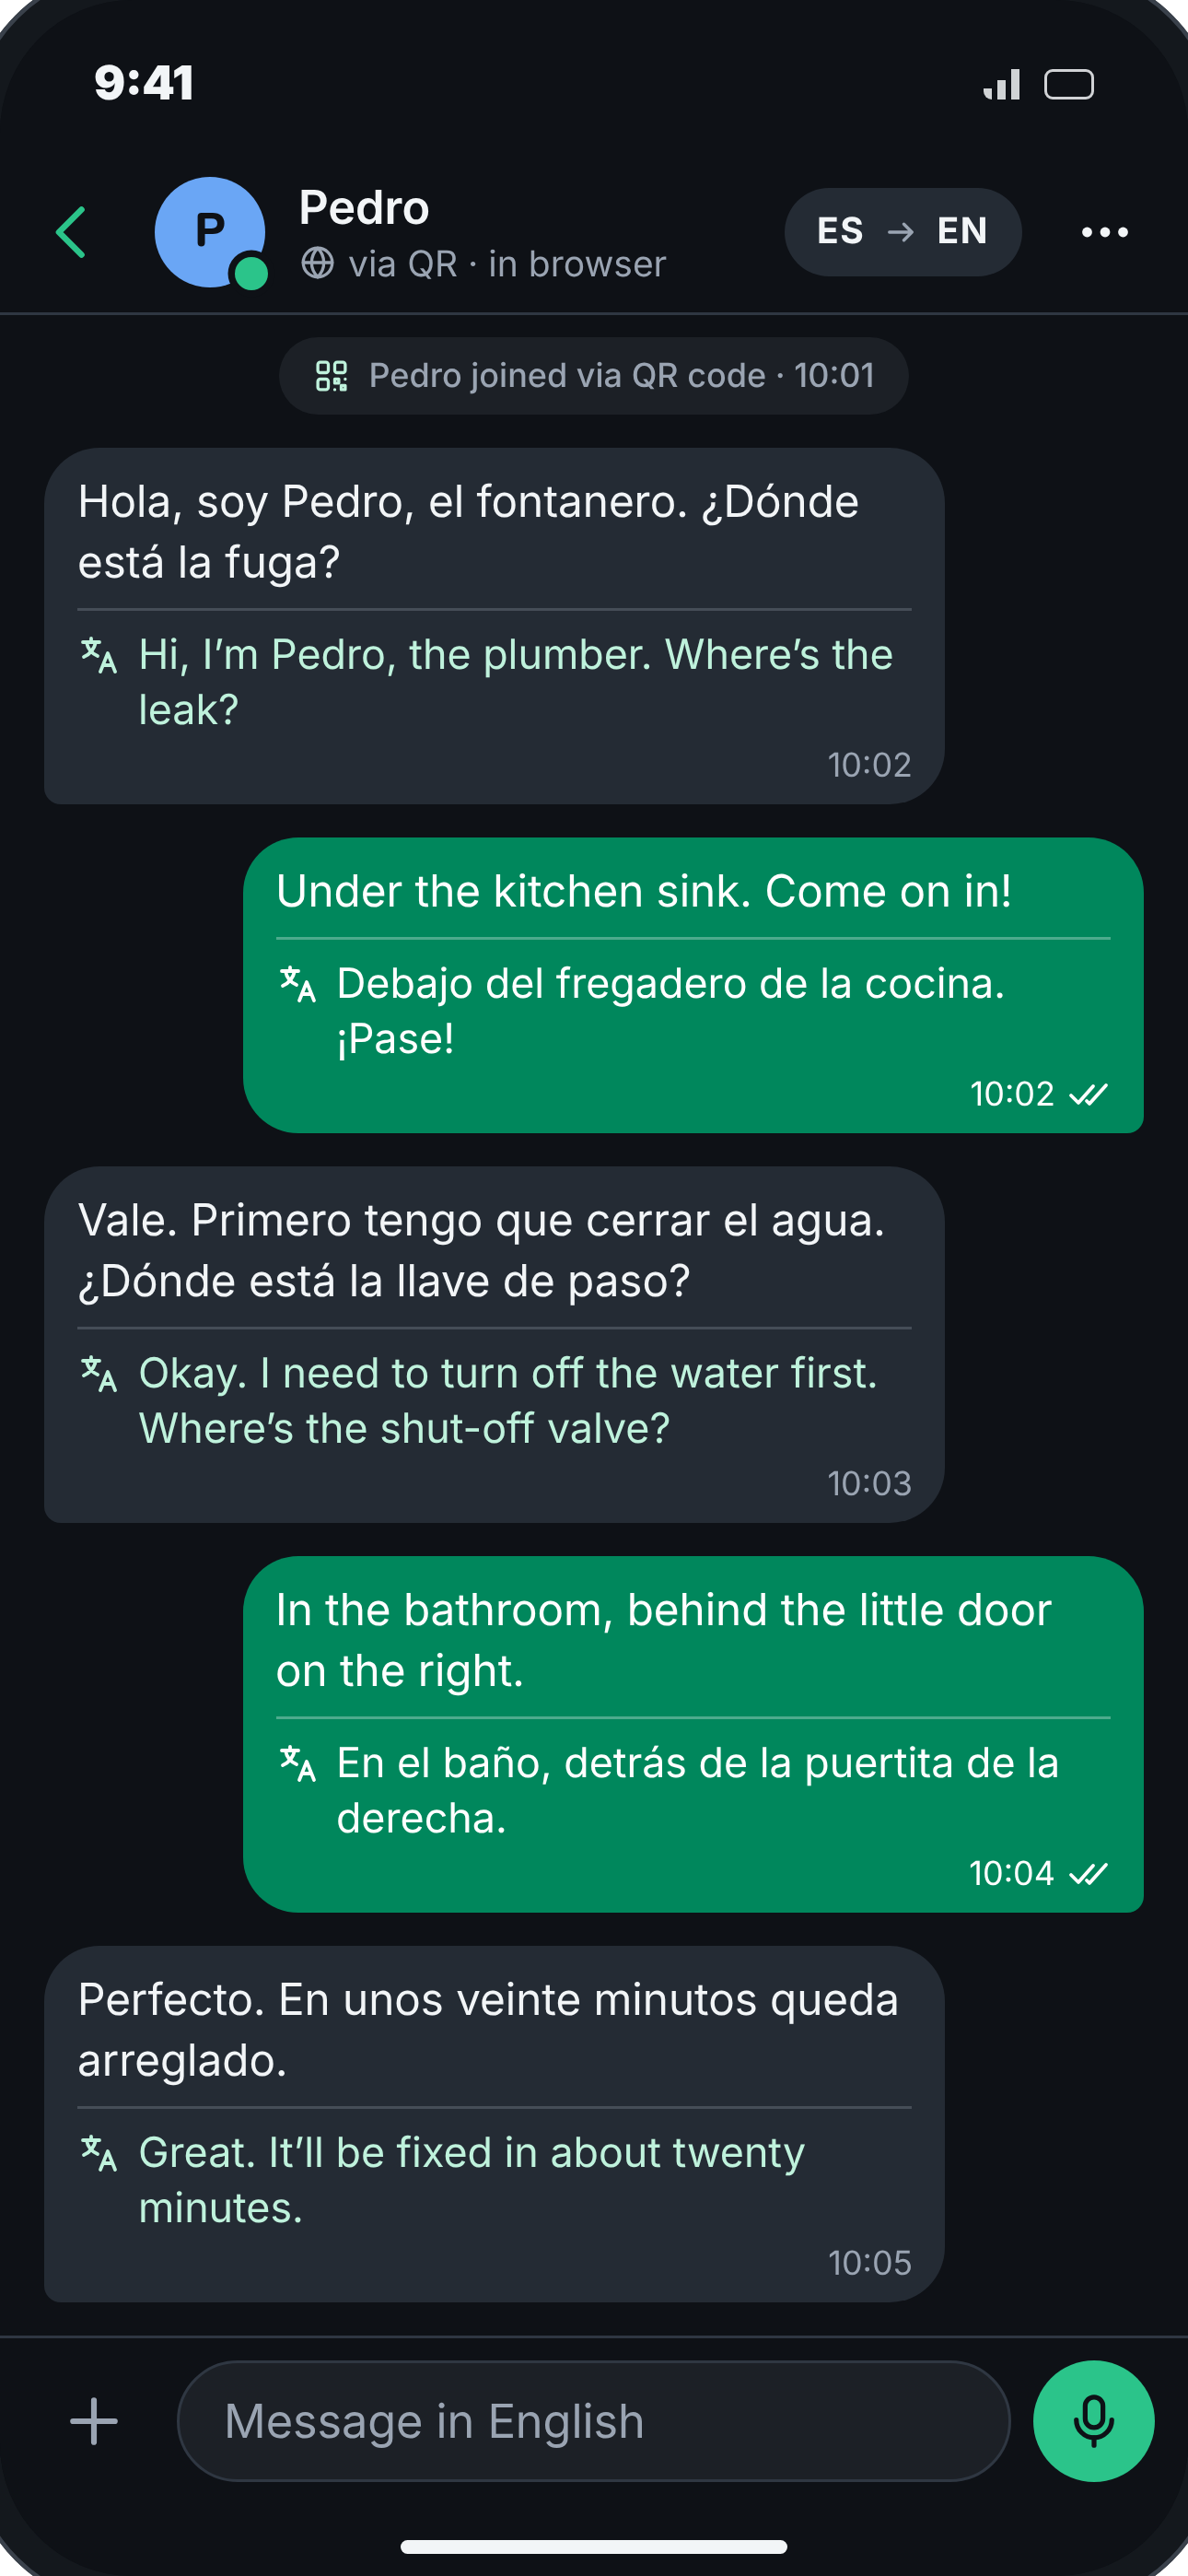 9:41
P
Pedro
via QR · in browser
ES → EN
Pedro joined via QR code · 10:01
Hola, soy Pedro, el fontanero. ¿Dónde
está la fuga?
Hi, I’m Pedro, the plumber. Where’s the
leak?
10:02
Under the kitchen sink. Come on in!
Debajo del fregadero de la cocina.
¡Pase!
10:02
Vale. Primero tengo que cerrar el agua.
¿Dónde está la llave de paso?
Okay. I need to turn off the water first.
Where’s the shut-off valve?
10:03
In the bathroom, behind the little door
on the right.
En el baño, detrás de la puertita de la
derecha.
10:04
Perfecto. En unos veinte minutos queda
arreglado.
Great. It’ll be fixed in about twenty
minutes.
10:05
Message in English